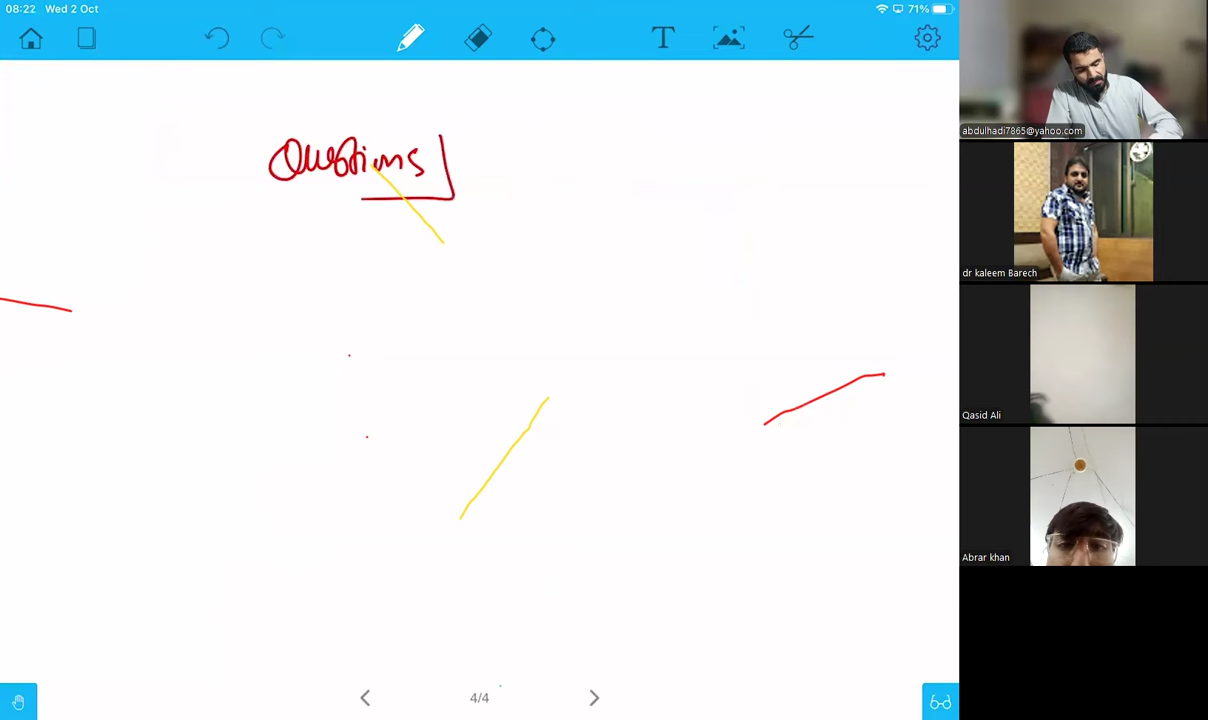 08:22 Wed 2 Oct
71%
T
Questions
4/4
abdulhadi7865@yahoo.com
dr kaleem Barech
Qasid Ali
Abrar khan